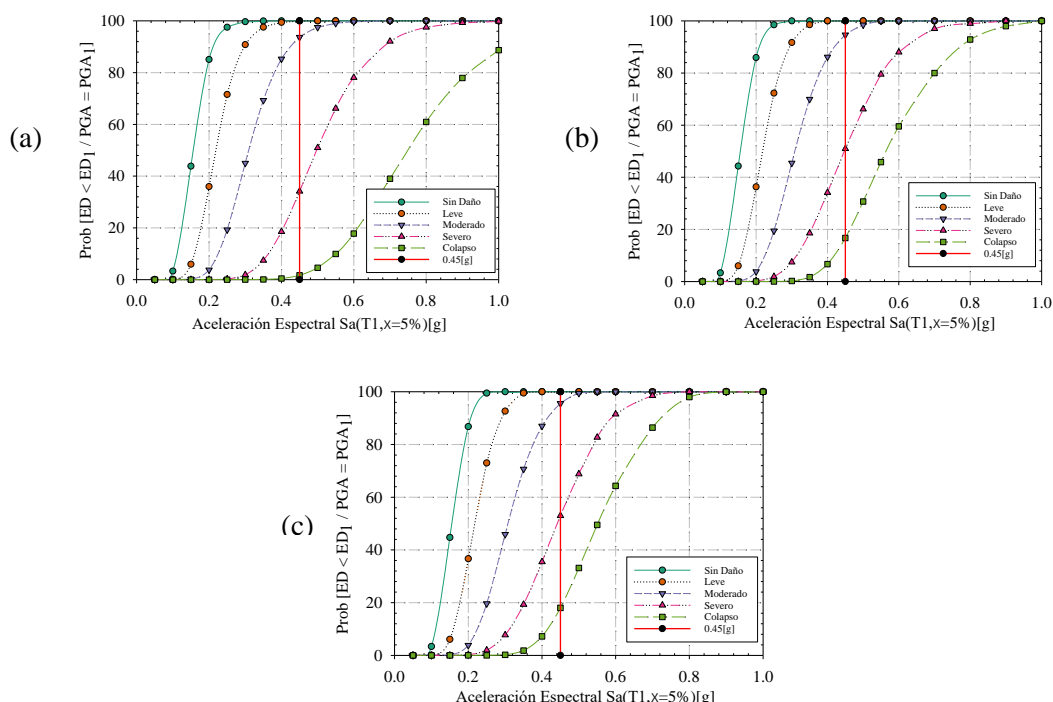 (a)
Prob [ED < ED1 / PGA = PGA1]
100
80
60
40
20
0
0.0 0.2 0.4 0.6 0.8 1.0
Aceleración Espectral Sa(T1,x=5%)[g]
Sin Daño
Leve
Moderado
Severo
Colapso
0.45[g]
(b)
Prob [ED < ED1 / PGA = PGA1]
100
80
60
40
20
0
0.0 0.2 0.4 0.6 0.8 1.0
Aceleración Espectral Sa(T1,x=5%)[g]
Sin Daño
Leve
Moderado
Severo
Colapso
0.45[g]
(c)
Prob [ED < ED1 / PGA = PGA1]
100
80
60
40
20
0
0.0 0.2 0.4 0.6 0.8 1.0
Aceleración Espectral Sa(T1,x=5%)[g]
Sin Daño
Leve
Moderado
Severo
Colapso
0.45[g]